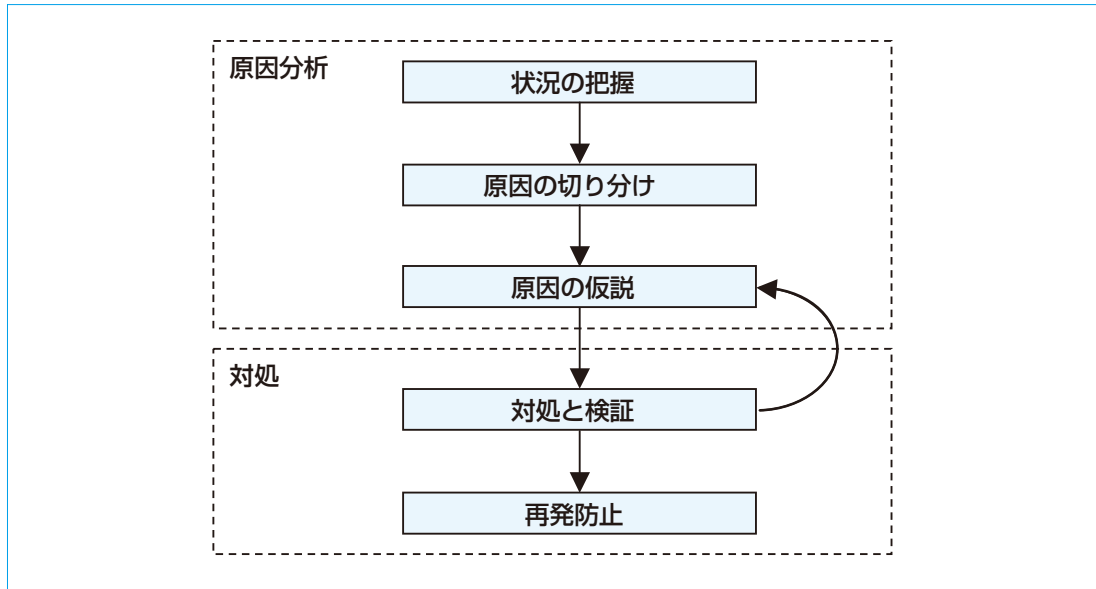 原因分析
状況の把握
原因の切り分け
原因の仮説
対処
対処と検証
再発防止